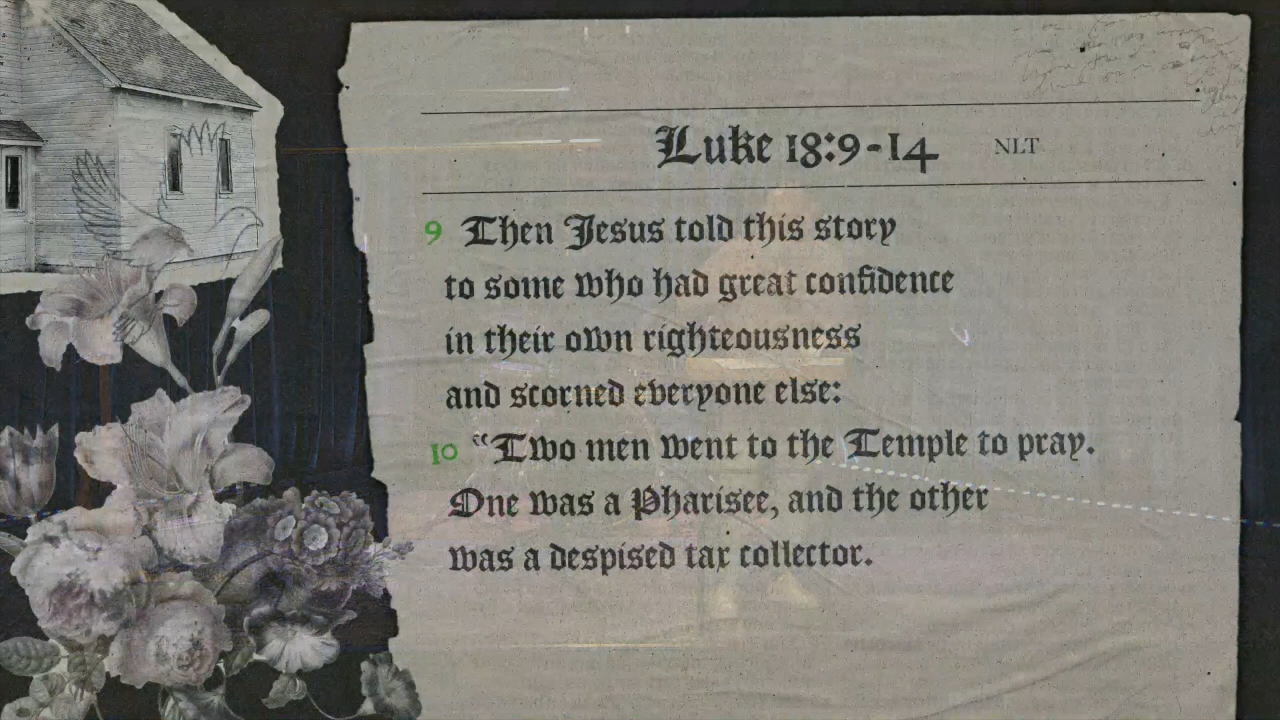 Luke 18:9-14 NLT
9 Then Jesus told this story
to some who had great confidence
in their own righteousness
and scorned everyone else:
10 “Two men went to the Temple to pray.
One was a Pharisee, and the other
was a despised tax collector.